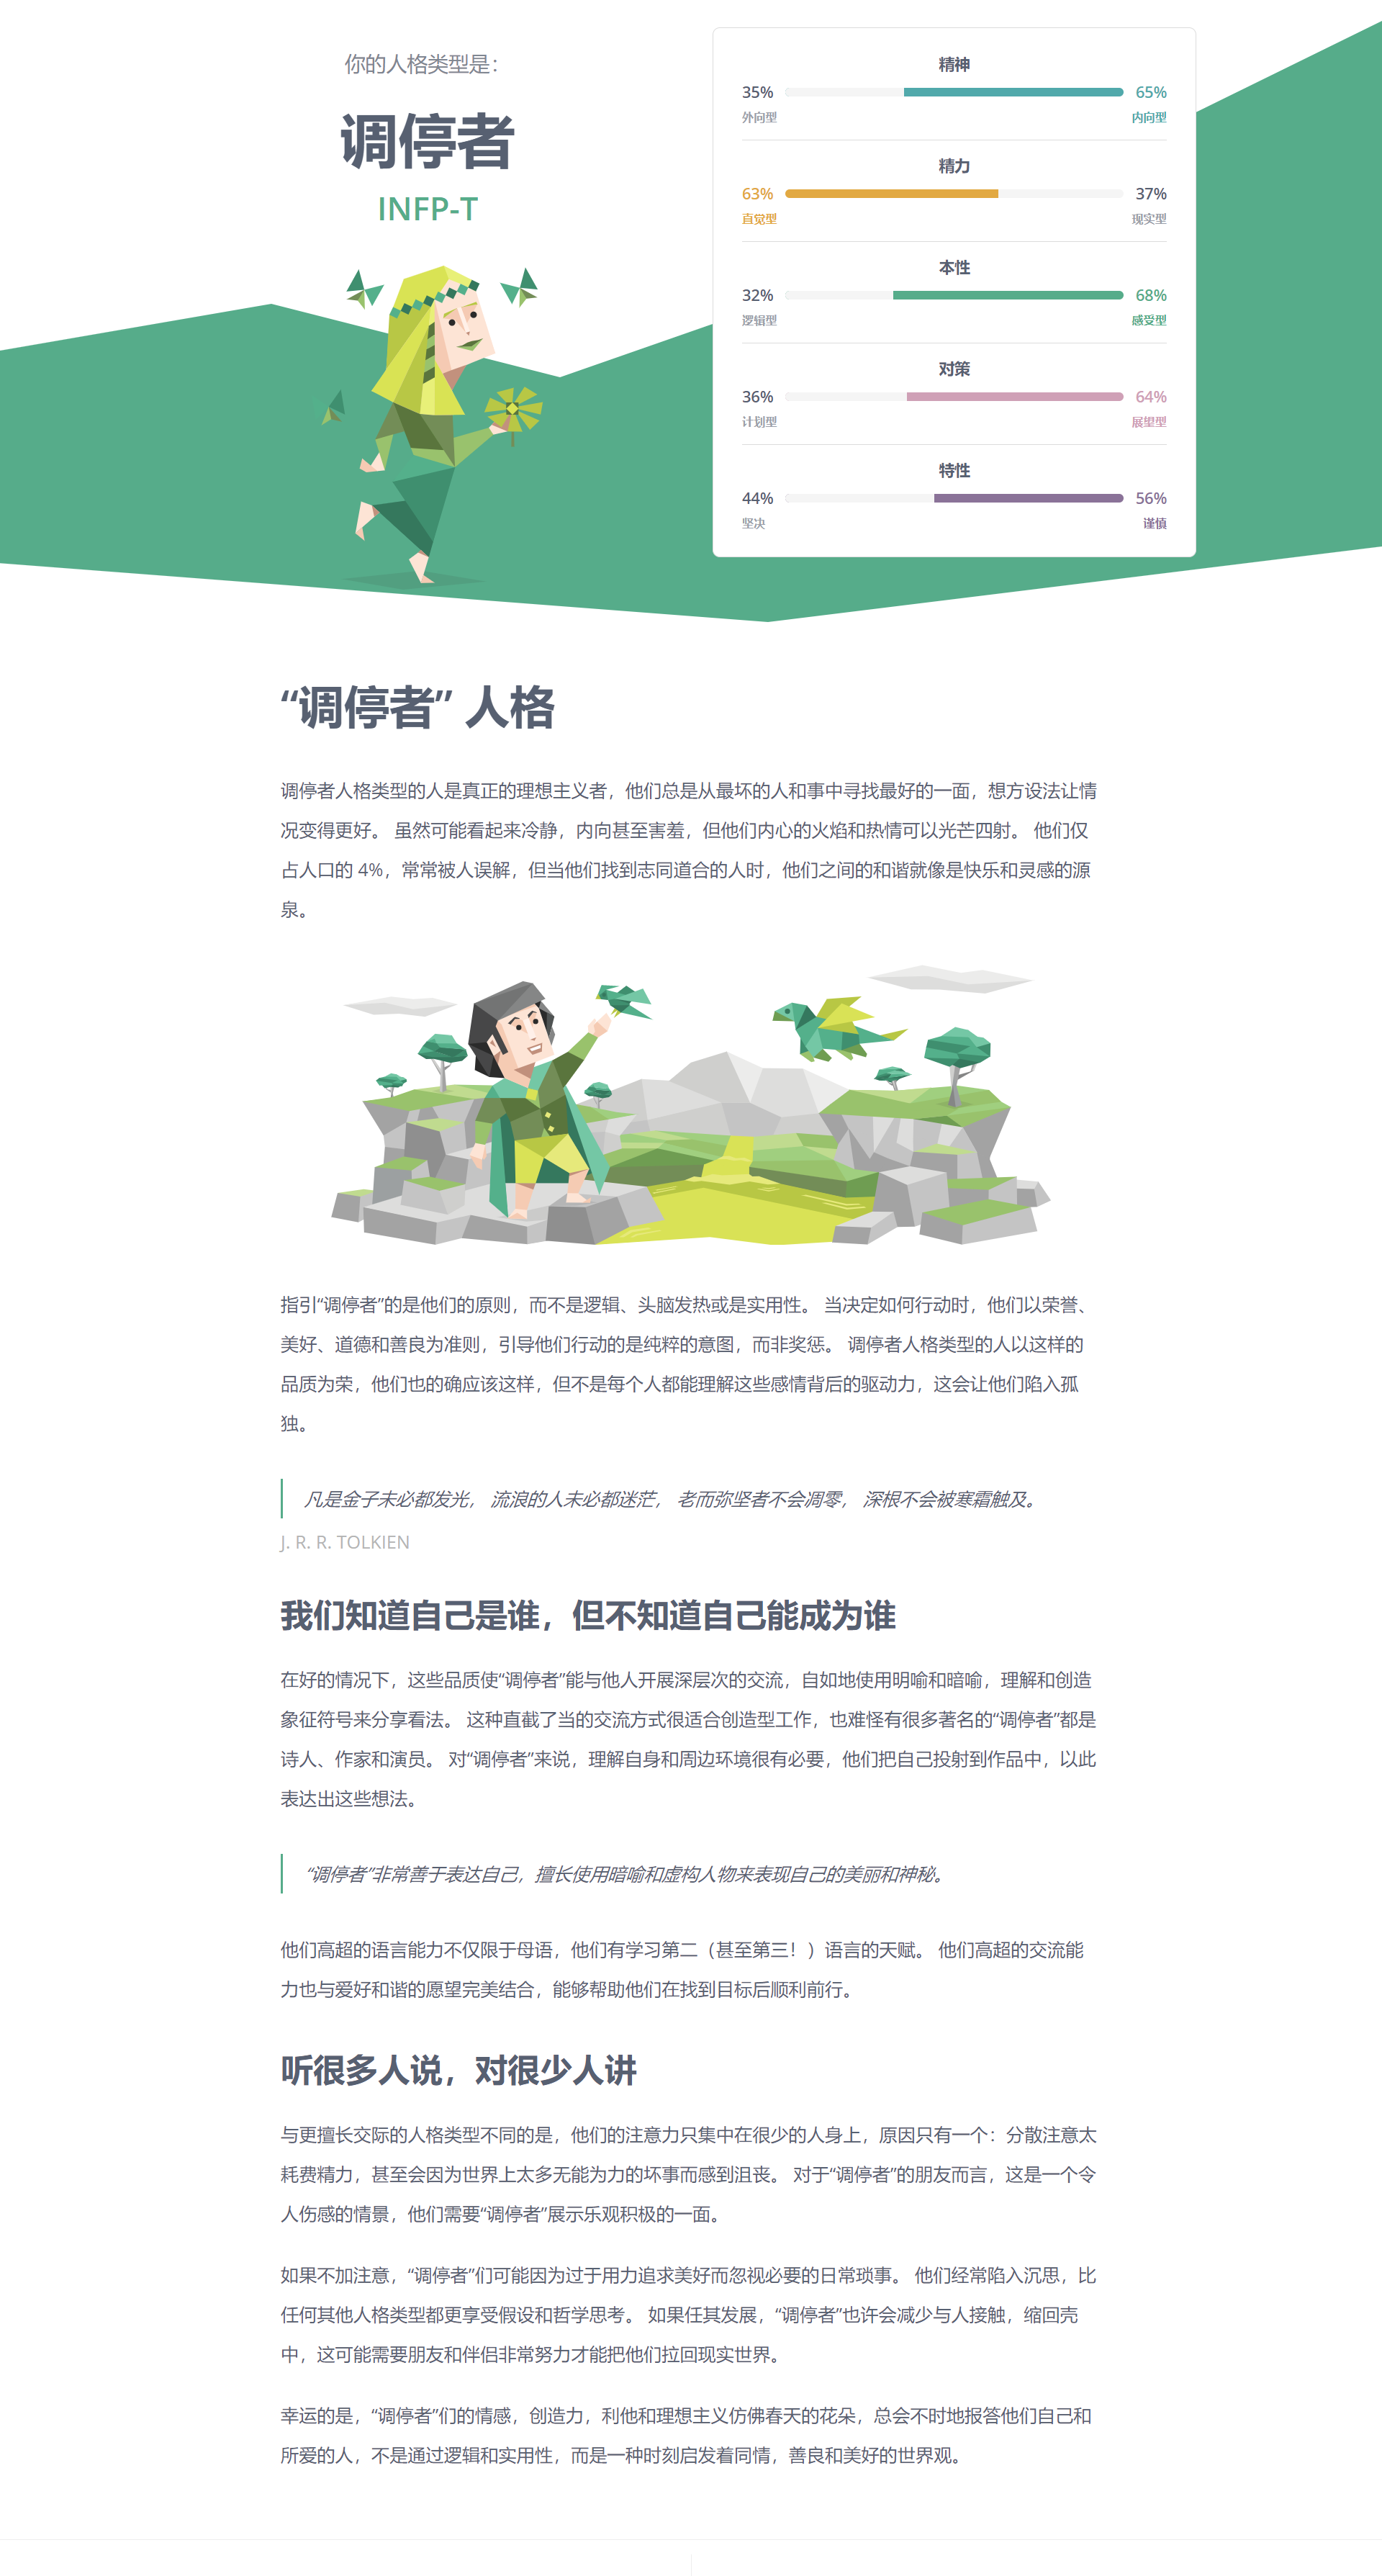 你的人格类型是：
调停者
INFP-T
精神
35% 65%
外向型 内向型
精力
63% 37%
直觉型 现实型
本性
32% 68%
逻辑型 感受型
对策
36% 64%
计划型 展望型
特性
44% 56%
坚决 谨慎
“调停者” 人格
调停者人格类型的人是真正的理想主义者，他们总是从最坏的人和事中寻找最好的一面，想方设法让情
况变得更好。 虽然可能看起来冷静，内向甚至害羞，但他们内心的火焰和热情可以光芒四射。 他们仅
占人口的 4%，常常被人误解，但当他们找到志同道合的人时，他们之间的和谐就像是快乐和灵感的源
泉。
指引“调停者”的是他们的原则，而不是逻辑、头脑发热或是实用性。 当决定如何行动时，他们以荣誉、
美好、道德和善良为准则，引导他们行动的是纯粹的意图，而非奖惩。 调停者人格类型的人以这样的
品质为荣，他们也的确应该这样，但不是每个人都能理解这些感情背后的驱动力，这会让他们陷入孤
独。
凡是金子未必都发光， 流浪的人未必都迷茫， 老而弥坚者不会凋零， 深根不会被寒霜触及。
J. R. R. TOLKIEN
我们知道自己是谁，但不知道自己能成为谁
在好的情况下，这些品质使“调停者”能与他人开展深层次的交流，自如地使用明喻和暗喻，理解和创造
象征符号来分享看法。 这种直截了当的交流方式很适合创造型工作，也难怪有很多著名的“调停者”都是
诗人、作家和演员。 对“调停者”来说，理解自身和周边环境很有必要，他们把自己投射到作品中，以此
表达出这些想法。
“调停者”非常善于表达自己，擅长使用暗喻和虚构人物来表现自己的美丽和神秘。
他们高超的语言能力不仅限于母语，他们有学习第二（甚至第三！）语言的天赋。 他们高超的交流能
力也与爱好和谐的愿望完美结合，能够帮助他们在找到目标后顺利前行。
听很多人说，对很少人讲
与更擅长交际的人格类型不同的是，他们的注意力只集中在很少的人身上，原因只有一个：分散注意太
耗费精力，甚至会因为世界上太多无能为力的坏事而感到沮丧。 对于“调停者”的朋友而言，这是一个令
人伤感的情景，他们需要“调停者”展示乐观积极的一面。
如果不加注意，“调停者”们可能因为过于用力追求美好而忽视必要的日常琐事。 他们经常陷入沉思，比
任何其他人格类型都更享受假设和哲学思考。 如果任其发展，“调停者”也许会减少与人接触，缩回壳
中，这可能需要朋友和伴侣非常努力才能把他们拉回现实世界。
幸运的是，“调停者”们的情感，创造力，利他和理想主义仿佛春天的花朵，总会不时地报答他们自己和
所爱的人，不是通过逻辑和实用性，而是一种时刻启发着同情，善良和美好的世界观。